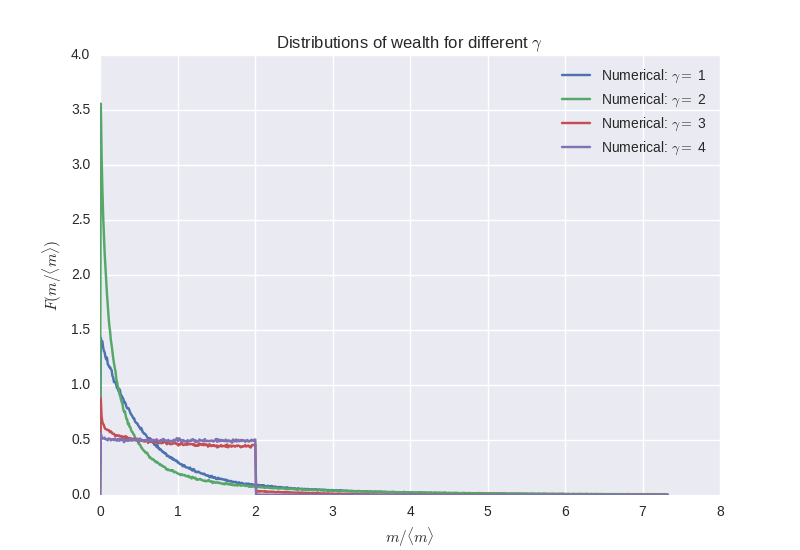 Distributions of wealth for different γ
4.0
3.5
3.0
2.5
2.0
1.5
1.0
0.5
0.0
F(m/⟨m⟩)
Numerical: γ = 1
Numerical: γ = 2
Numerical: γ = 3
Numerical: γ = 4
0 1 2 3 4 5 6 7 8
m/⟨m⟩